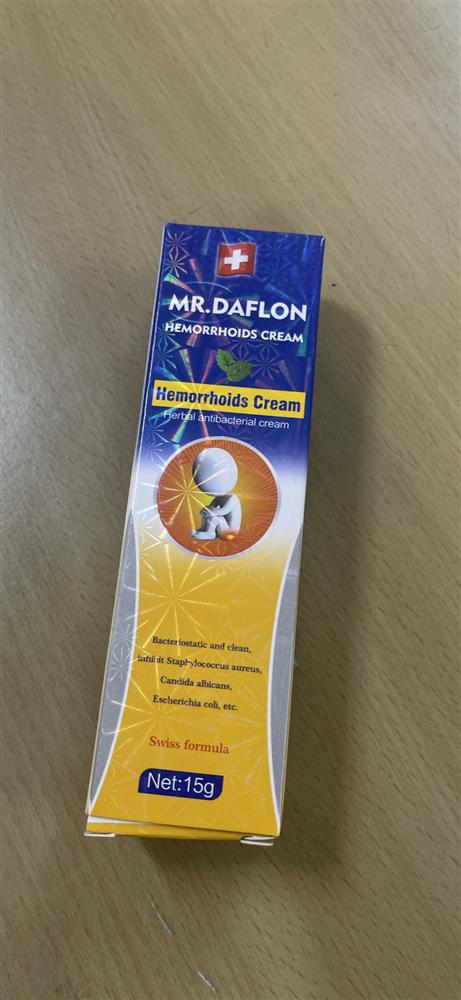 MR.DAFLON
HEMORRHOIDS CREAM
Hemorrhoids Cream
Herbal antibacterial cream
Bacteriostatic and clean,
inhibit Staphylococcus aureus,
Candida albicans,
Escherichia coli, etc.
Swiss formula
Net:15g